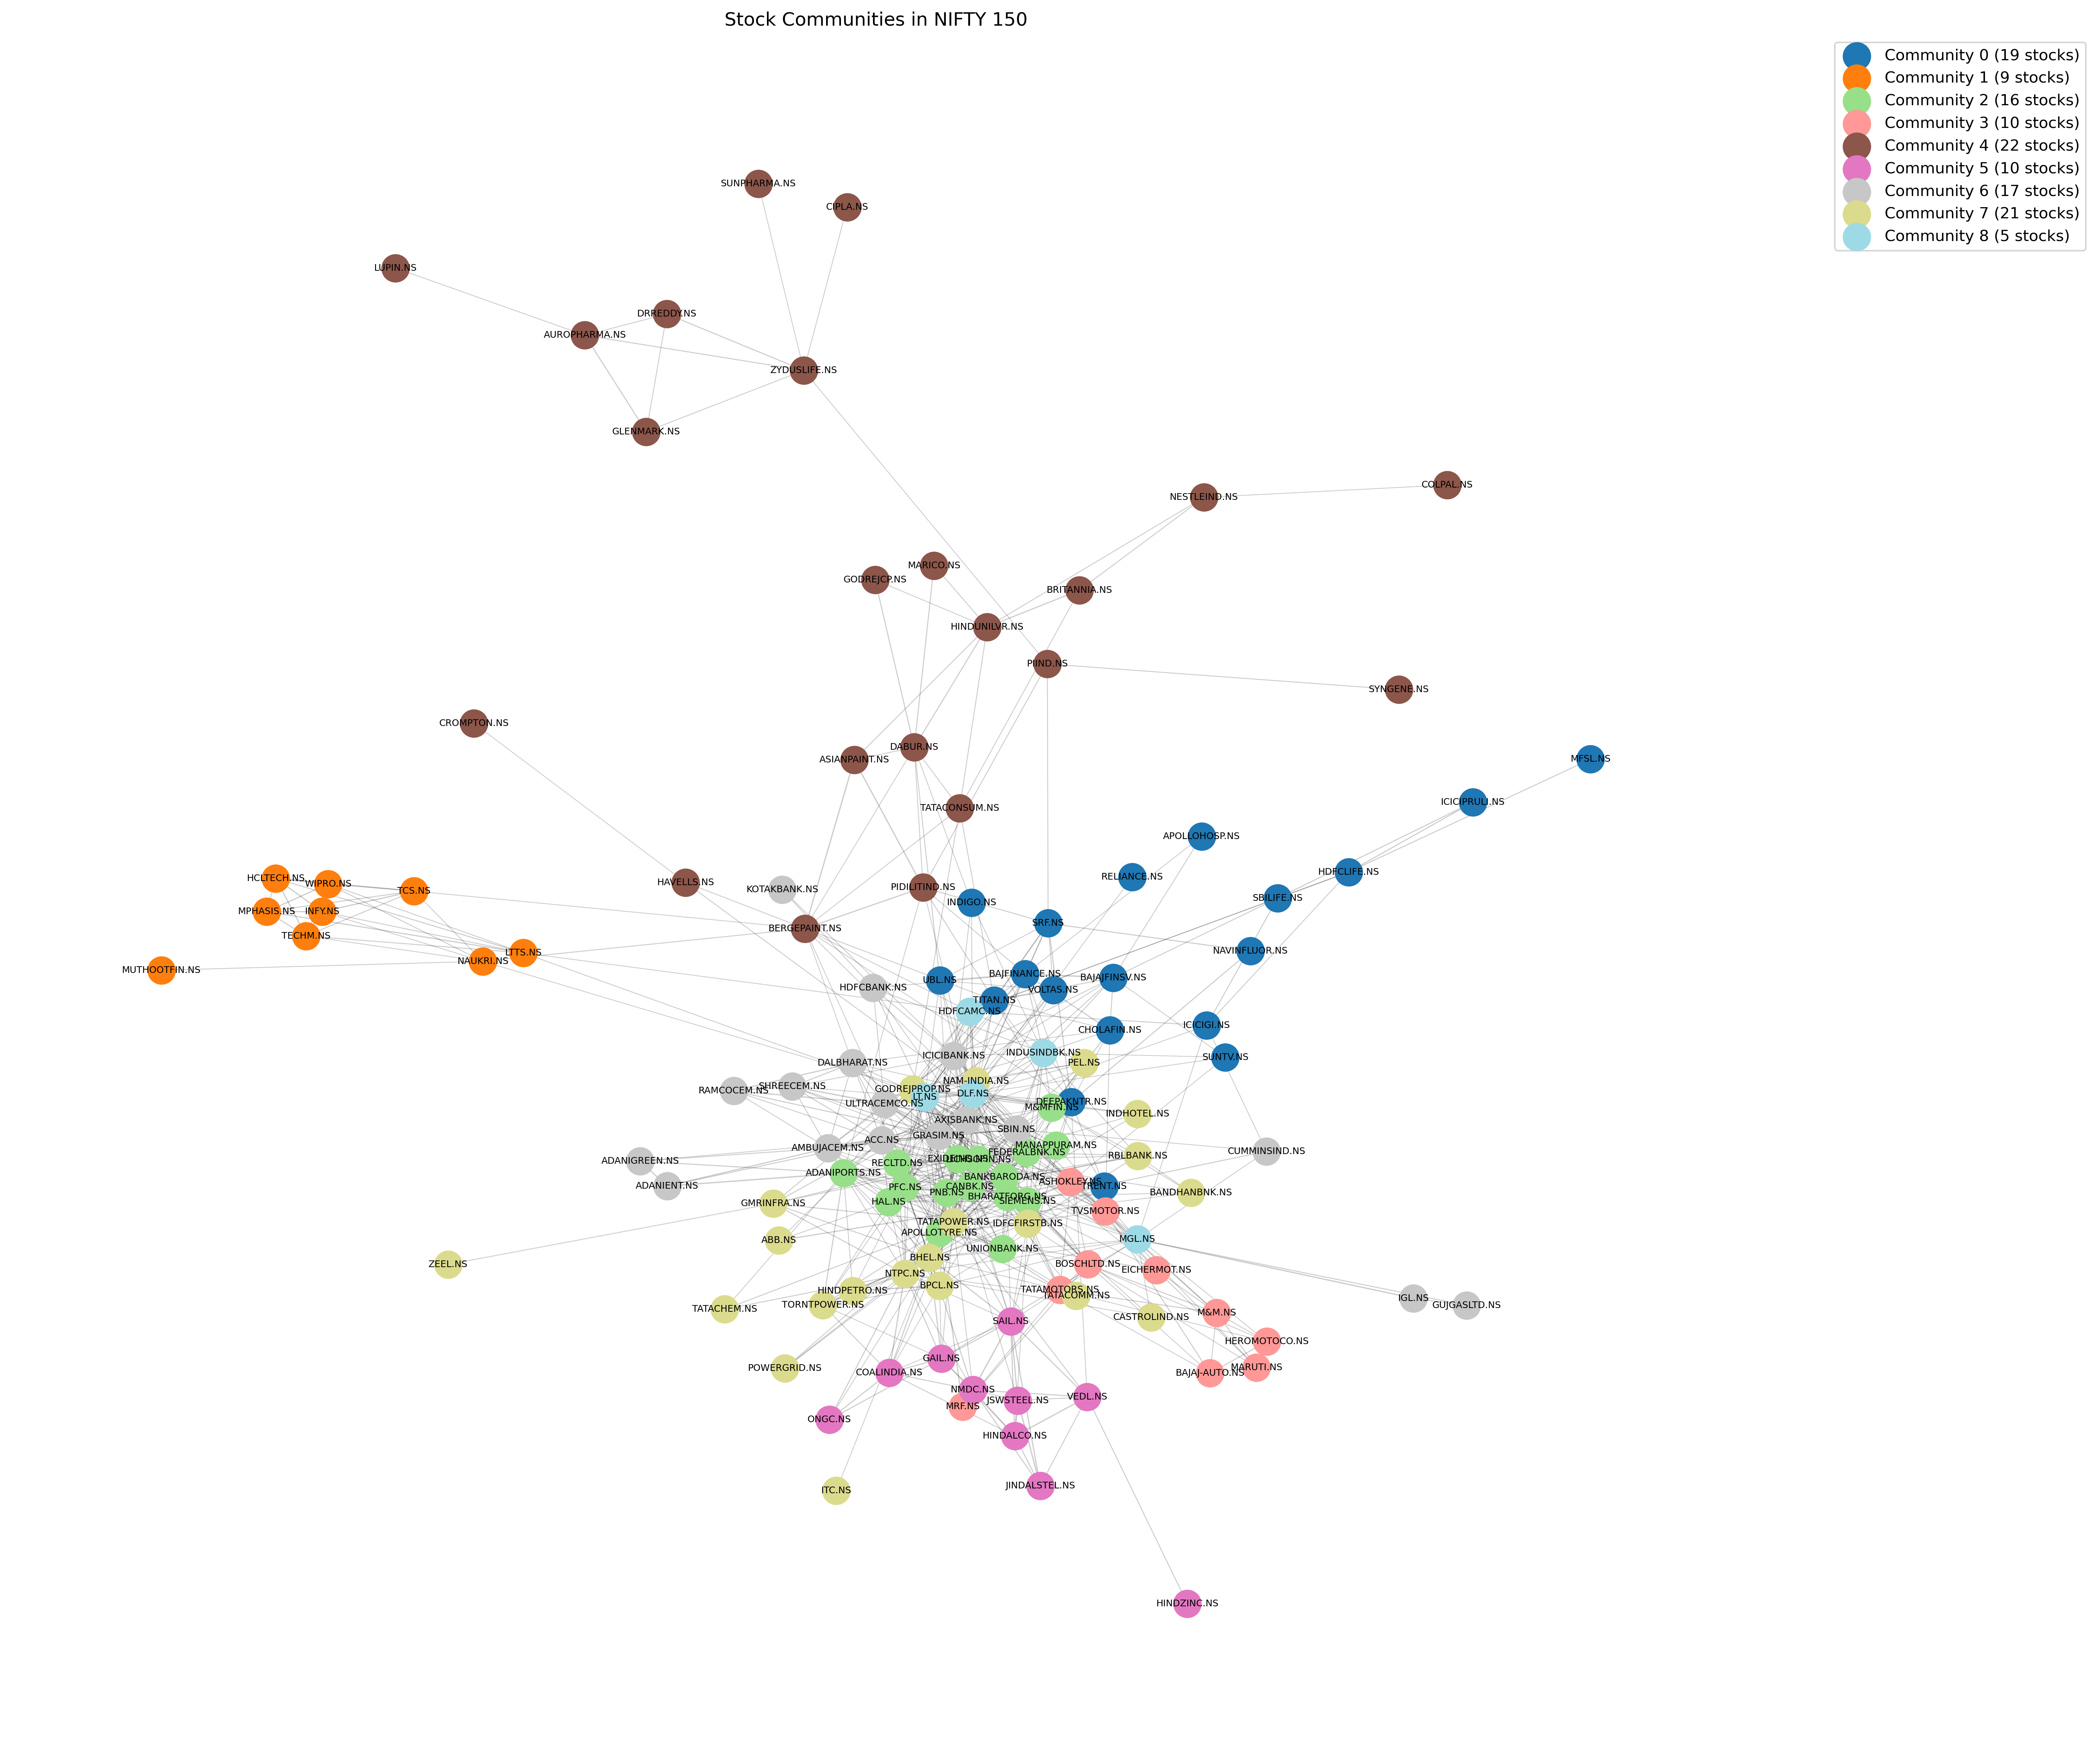 Stock Communities in NIFTY 150
Community 0 (19 stocks)
Community 1 (9 stocks)
Community 2 (16 stocks)
Community 3 (10 stocks)
Community 4 (22 stocks)
Community 5 (10 stocks)
Community 6 (17 stocks)
Community 7 (21 stocks)
Community 8 (5 stocks)
SUNPHARMA.NS
CIPLA.NS
LUPIN.NS
DRREDDY.NS
AUROPHARMA.NS
ZYDUSLIFE.NS
GLENMARK.NS
COLPAL.NS
NESTLEIND.NS
MARICO.NS
GODREJCP.NS
BRITANNIA.NS
HINDUNILVR.NS
PIIND.NS
SYNGENE.NS
CROMPTON.NS
DABUR.NS
ASIANPAINT.NS
MFSL.NS
ICICIPRULI.NS
TATACONSUM.NS
APOLLOHOSP.NS
HDFCLIFE.NS
RELIANCE.NS
HCLTECH.NS
WIPRO.NS
TCS.NS
HAVELLS.NS
KOTAKBANK.NS
PIDILITIND.NS
SBILIFE.NS
INDIGO.NS
MPHASIS.NS
INFY.NS
SRF.NS
BERGEPAINT.NS
TECHM.NS
NAVINFLUOR.NS
LTTS.NS
NAUKRI.NS
MUTHOOTFIN.NS
BAJFINANCE.NS
BAJAJFINSV.NS
UBL.NS
HDFCBANK.NS
VOLTAS.NS
TITAN.NS
HDFCAMC.NS
ICICIGI.NS
CHOLAFIN.NS
INDUSINDBK.NS
ICICIBANK.NS
SUNTV.NS
DALBHARAT.NS
PEL.NS
NAM-INDIA.NS
SHREECEM.NS
GODREJPROP.NS
RAMCOCEM.NS
DLF.NS
LT.NS
ULTRACEMCO.NS
DEEPAKNTR.NS
M&MFIN.NS
INDHOTEL.NS
AXISBANK.NS
SBIN.NS
GRASIM.NS
ACC.NS
MANAPPURAM.NS
AMBUJACEM.NS
CUMMINSIND.NS
FEDERALBNK.NS
RBLBANK.NS
EXIDEIND.NS
ADANIGREEN.NS
RECLTD.NS
ADANIPORTS.NS
BANKBARODA.NS
ASHOKLEY.NS
ADANIENT.NS
TRENT.NS
CANBK.NS
PFC.NS
PNB.NS
BANDHANBNK.NS
BHARATFORG.NS
HAL.NS
SIEMENS.NS
GMRINFRA.NS
TVSMOTOR.NS
TATAPOWER.NS
IDFCFIRSTB.NS
APOLLOTYRE.NS
ABB.NS
MGL.NS
UNIONBANK.NS
BHEL.NS
ZEEL.NS
BOSCHLTD.NS
EICHERMOT.NS
NTPC.NS
BPCL.NS
HINDPETRO.NS
TATAMOTORS.NS
TATACOMM.NS
IGL.NS
GUJGASLTD.NS
TORNTPOWER.NS
TATACHEM.NS
M&M.NS
CASTROLIND.NS
SAIL.NS
HEROMOTOCO.NS
GAIL.NS
POWERGRID.NS
MARUTI.NS
COALINDIA.NS
BAJAJ-AUTO.NS
NMDC.NS
VEDL.NS
JSWSTEEL.NS
MRF.NS
ONGC.NS
HINDALCO.NS
JINDALSTEL.NS
ITC.NS
HINDZINC.NS